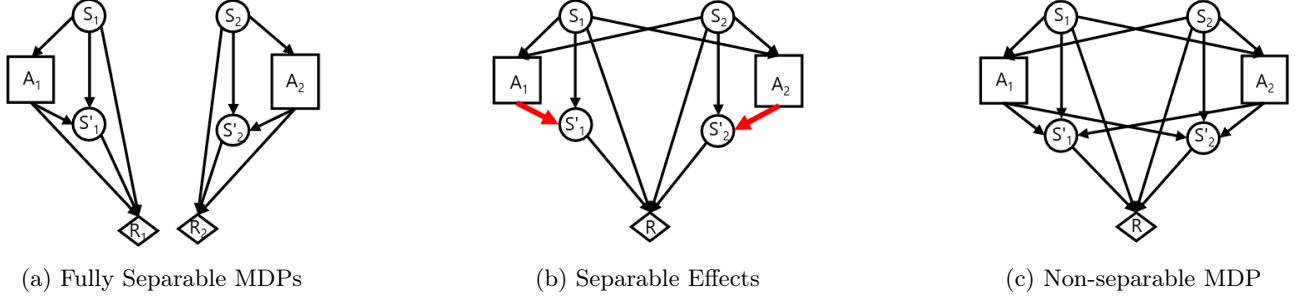 S1 S2 S1 S2 S1 S2
A1 A2 A1 A2 A1 A2
S'1 S'2 S'1 S'2 S'1 S'2
R1 R2 R R
(a) Fully Separable MDPs
(b) Separable Effects
(c) Non-separable MDP